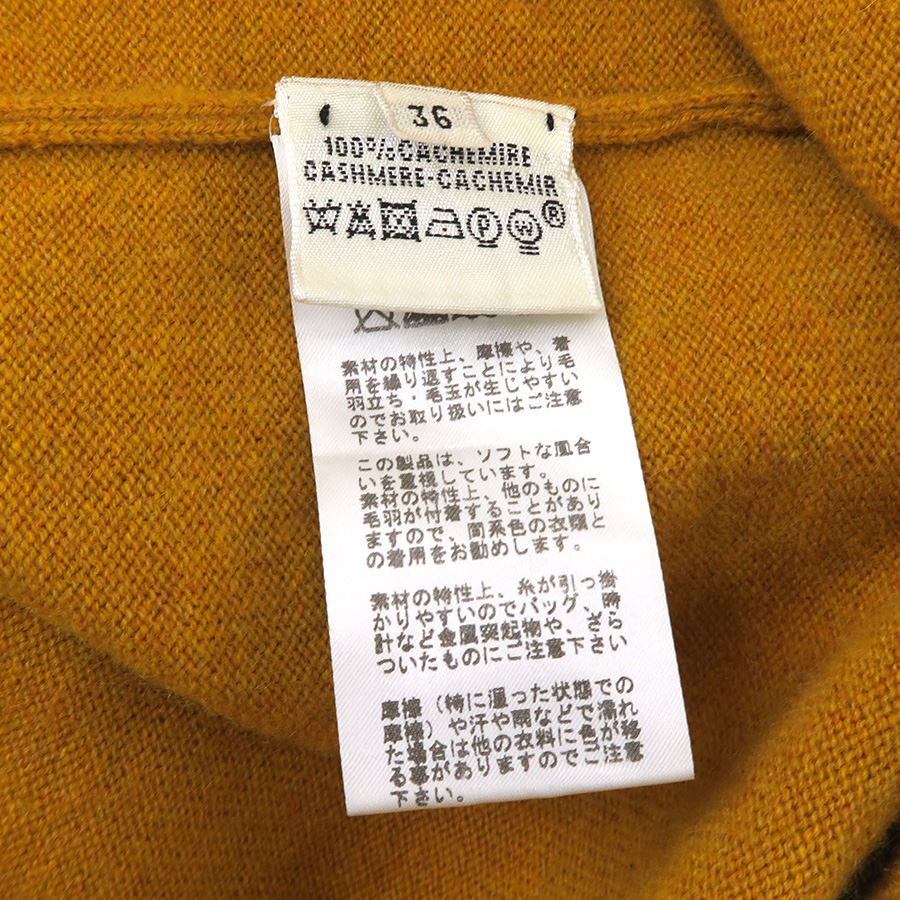 36
100%CACHEMIRE
CASHMERE-CACHEMIR
P W ®
素材の特性上、摩擦や、着
用を繰り返すことにより毛
羽立ち・毛玉が生じやすい
のでお取り扱いにはご注意
下さい。
この製品は、ソフトな風合
いを重視しています。
素材の特性上、他のものに
毛羽が付着することがあり
ますので、同系色の衣類と
の着用をお勧めします。
素材の特性上、糸が引っ掛
かりやすいのでバッグ、時
計など金属突起物や、ざら
ついたものにご注意下さい
摩擦（特に湿った状態での
摩擦）や汗や雨などで濡れ
た場合は他の衣料に色が移
る事がありますのでご注意
下さい。